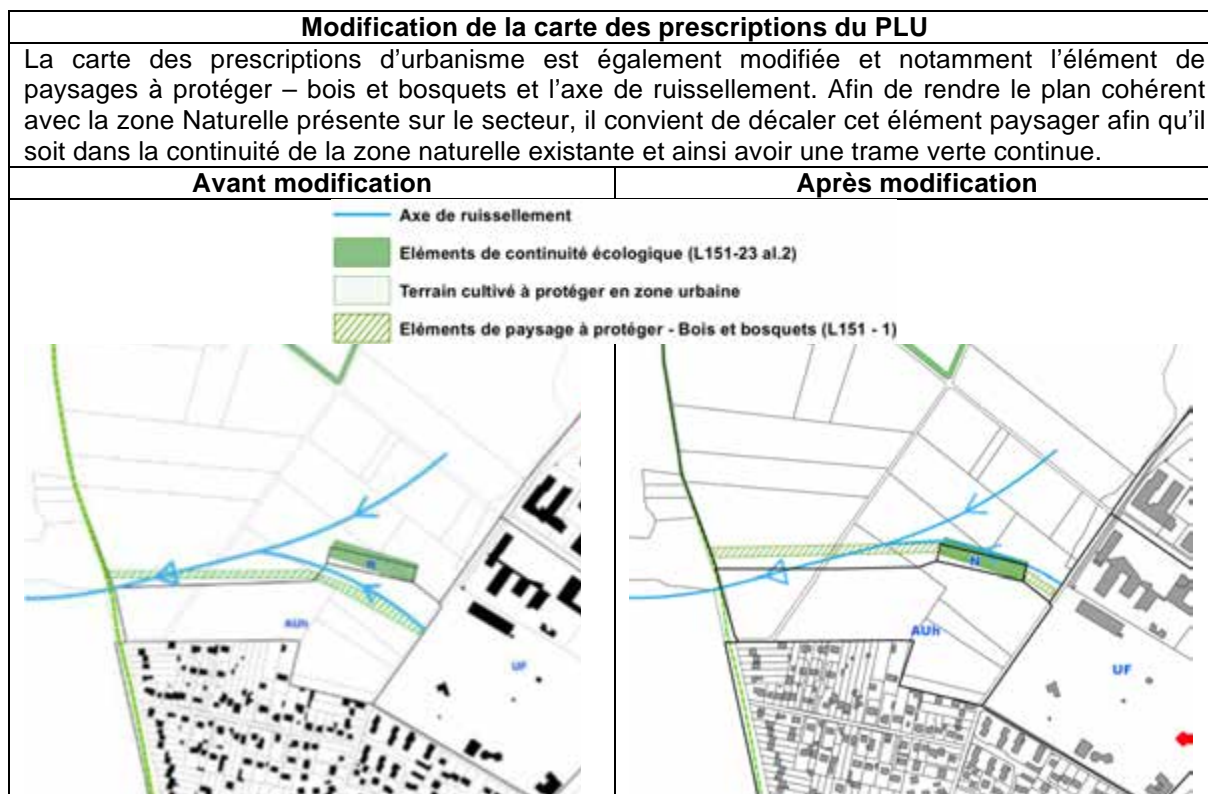 Modification de la carte des prescriptions du PLU
La carte des prescriptions d’urbanisme est également modifiée et notamment l’élément de
paysages à protéger – bois et bosquets et l’axe de ruissellement. Afin de rendre le plan cohérent
avec la zone Naturelle présente sur le secteur, il convient de décaler cet élément paysager afin qu’il
soit dans la continuité de la zone naturelle existante et ainsi avoir une trame verte continue.
Avant modification
Après modification
Axe de ruissellement
Eléments de continuité écologique (L151-23 al.2)
Terrain cultivé à protéger en zone urbaine
Eléments de paysage à protéger - Bois et bosquets (L151 - 1)
N
AUh
UF
N
AUh
UF